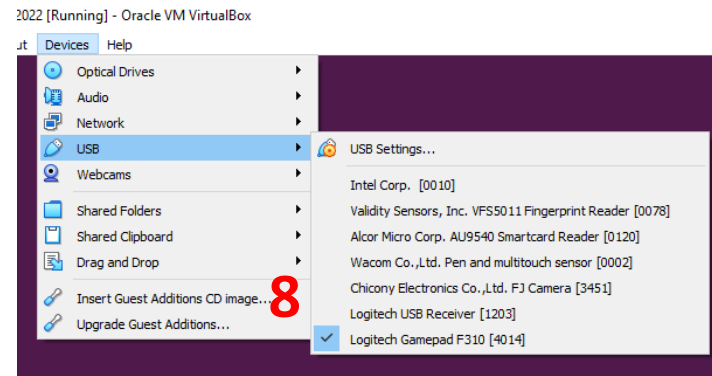 2022 [Running] - Oracle VM VirtualBox
ut Devices Help
Optical Drives
Audio
Network
USB
Webcams
Shared Folders
Shared Clipboard
Drag and Drop
Insert Guest Additions CD image...
Upgrade Guest Additions...
8
USB Settings...
Intel Corp. [0010]
Validity Sensors, Inc. VFS5011 Fingerprint Reader [0078]
Alcor Micro Corp. AU9540 Smartcard Reader [0120]
Wacom Co.,Ltd. Pen and multitouch sensor [0002]
Chicony Electronics Co.,Ltd. FJ Camera [3451]
Logitech USB Receiver [1203]
Logitech Gamepad F310 [4014]